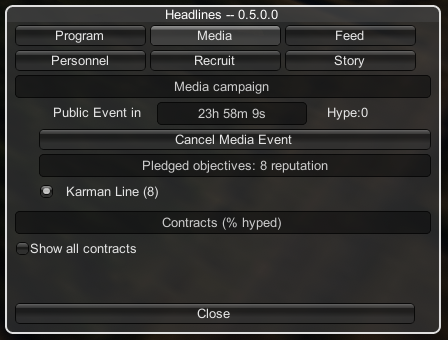 Headlines -- 0.5.0.0
Program Media Feed
Personnel Recruit Story
Media campaign
Public Event in 23h 58m 9s Hype:0
Cancel Media Event
Pledged objectives: 8 reputation
Karman Line (8)
Contracts (% hyped)
Show all contracts
Close